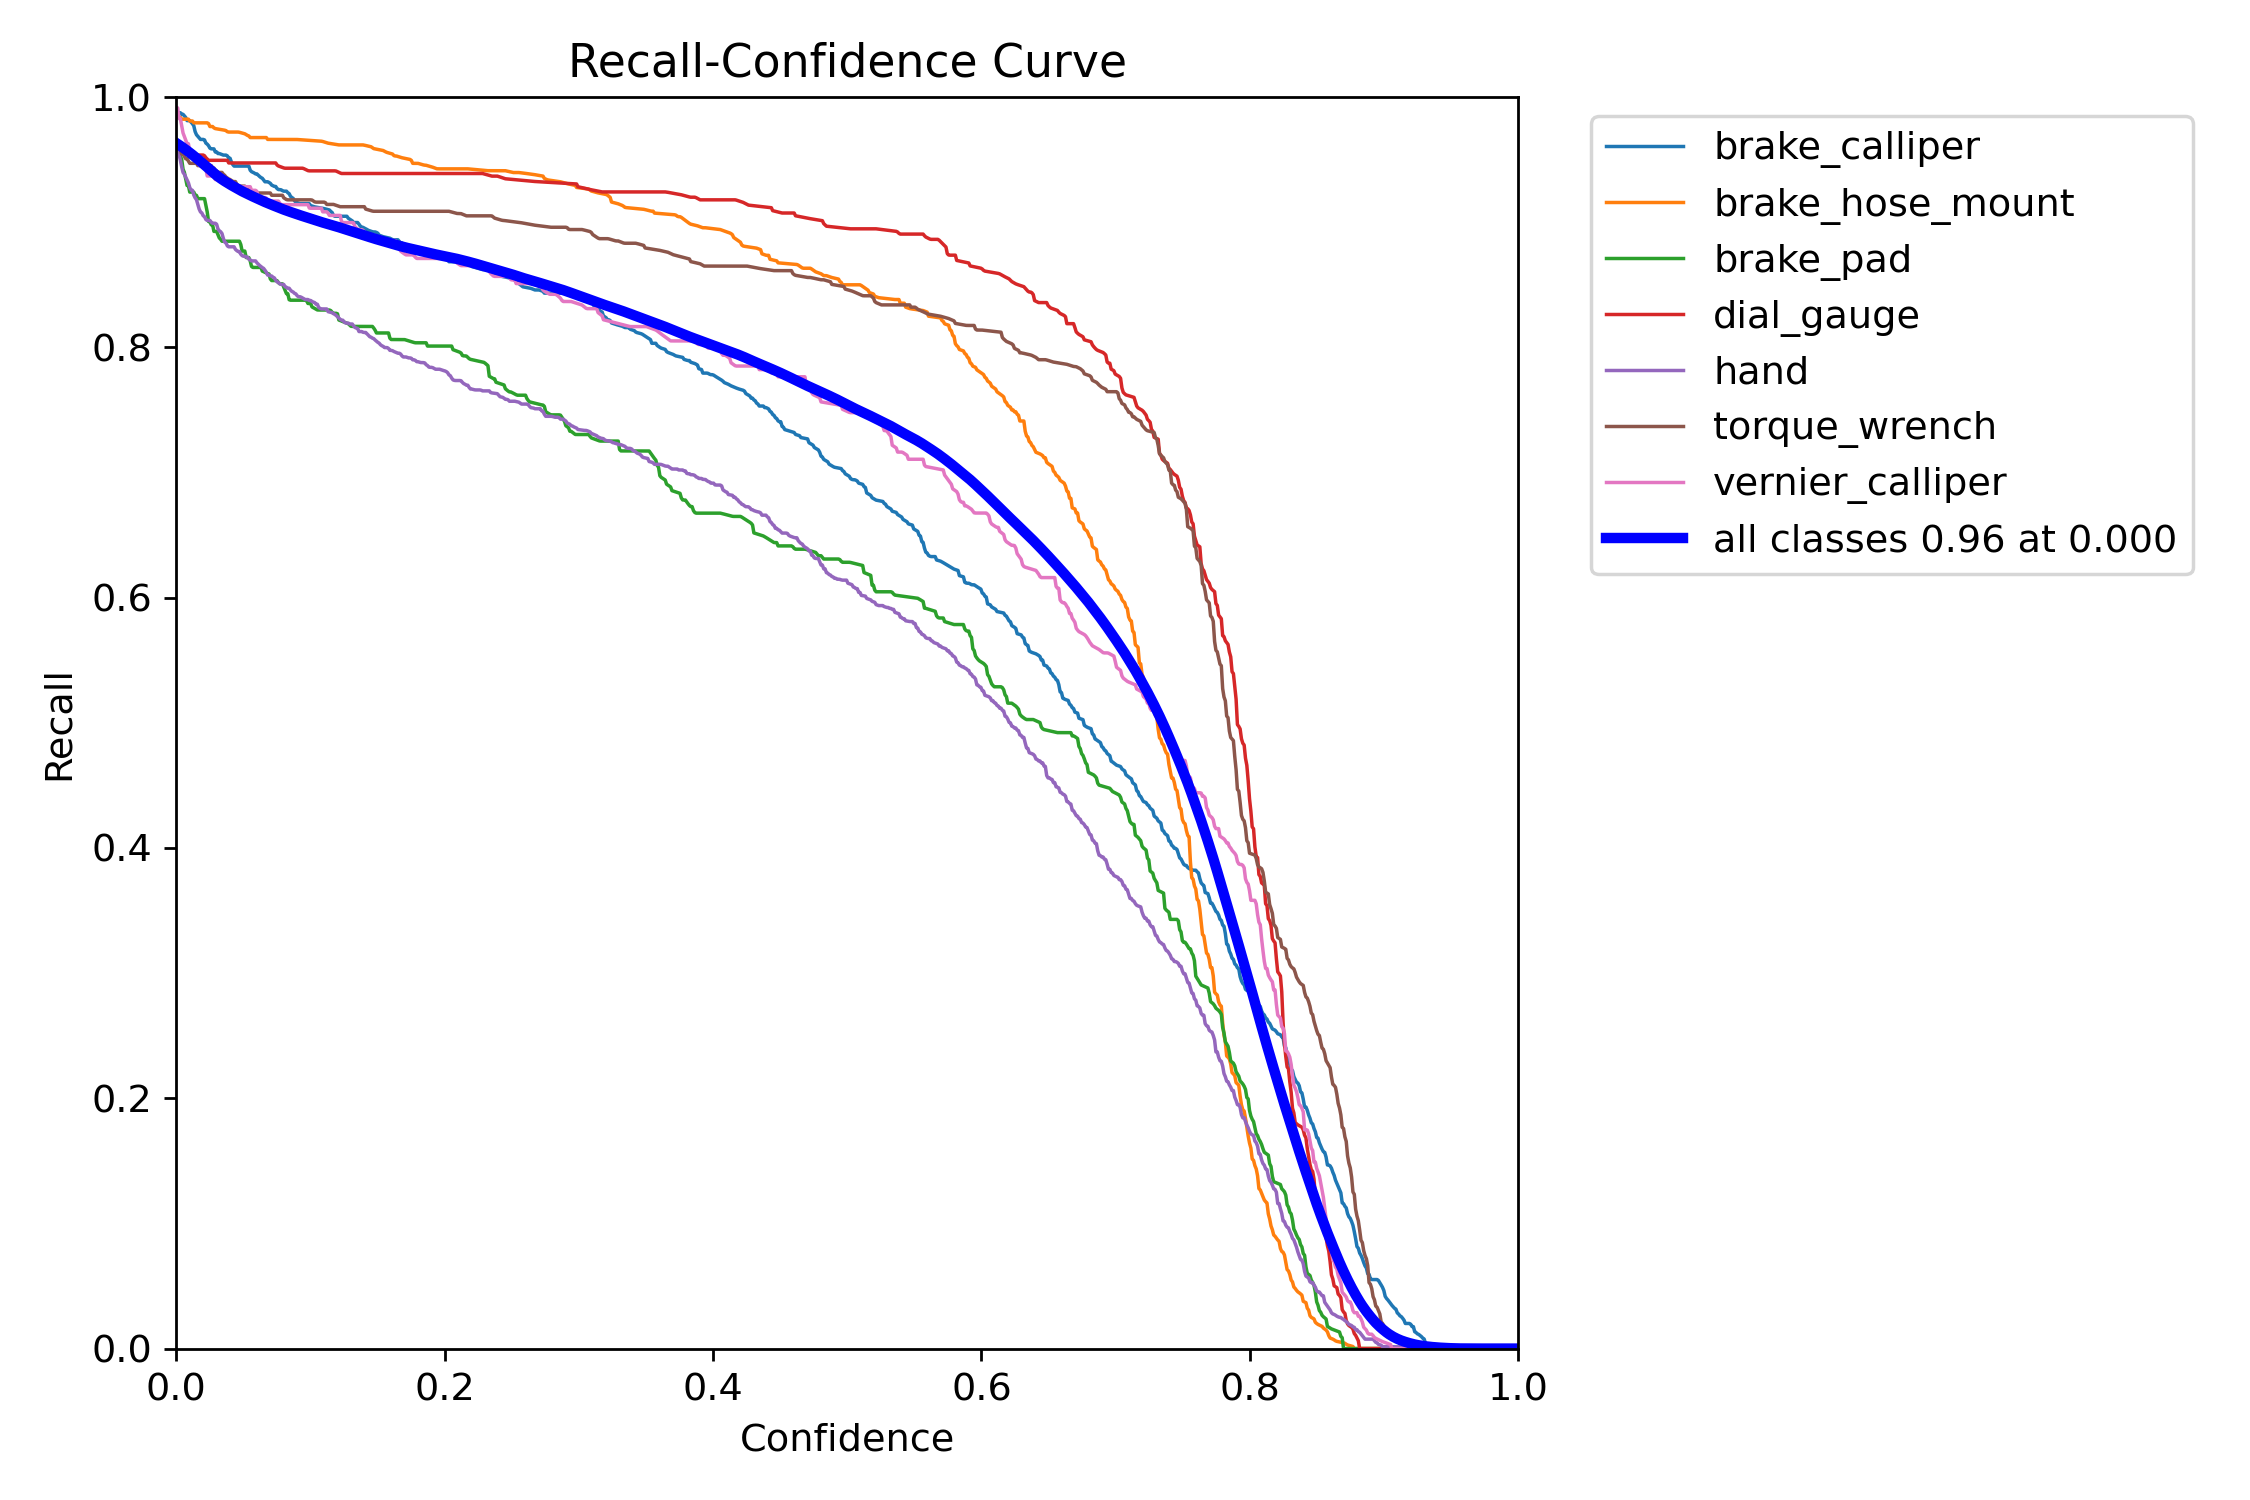 Recall-Confidence Curve
1.0
0.8
0.6
0.4
0.2
0.0
Recall
0.0 0.2 0.4 0.6 0.8 1.0
Confidence
brake_calliper
brake_hose_mount
brake_pad
dial_gauge
hand
torque_wrench
vernier_calliper
all classes 0.96 at 0.000